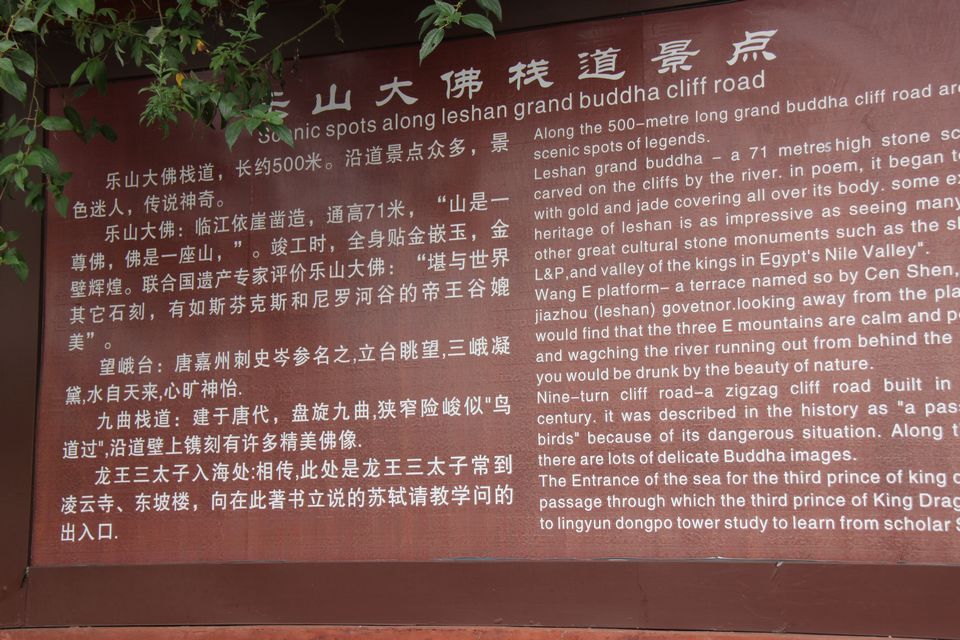 山大佛栈道景点
Scenic spots along leshan grand buddha cliff road
乐山大佛栈道，长约500米。沿道景点众多，景
色迷人，传说神奇。
乐山大佛：临江依崖凿造，通高71米，“山是一
尊佛，佛是一座山，”。竣工时，全身贴金嵌玉，金
壁辉煌。联合国遗产专家评价乐山大佛：“堪与世界
其它石刻，有如斯芬克斯和尼罗河谷的帝王谷媲
美”。
望峨台：唐嘉州刺史岑参名之,立台眺望,三峨凝
黛,水自天来,心旷神怡.
九曲栈道：建于唐代，盘旋九曲,狭窄险峻似"鸟
道过",沿道壁上镌刻有许多精美佛像.
龙王三太子入海处:相传,此处是龙王三太子常到
凌云寺、东坡楼，向在此著书立说的苏轼请教学问的
出入口.
Along the 500-metre long grand buddha cliff road are
scenic spots of legends.
Leshan grand buddha - a 71 metres high stone
carved on the cliffs by the river. in poem, it began
with gold and jade covering all over its body. some
heritage of leshan is as impressive as seeing many
other great cultural stone monuments such as the
L&P,and valley of the kings in Egypt's Nile Valley".
Wang E platform- a terrace named so by Cen Shen,
jiazhou (leshan) govetnor.looking away from the
would find that the three E mountains are calm and
and wagching the river running out from behind the
you would be drunk by the beauty of nature.
Nine-turn cliff road-a zigzag cliff road built in
century. it was described in the history as "a
birds" because of its dangerous situation. Along
there are lots of delicate Buddha images.
The Entrance of the sea for the third prince of king
passage through which the third prince of King
to lingyun dongpo tower study to learn from scholar